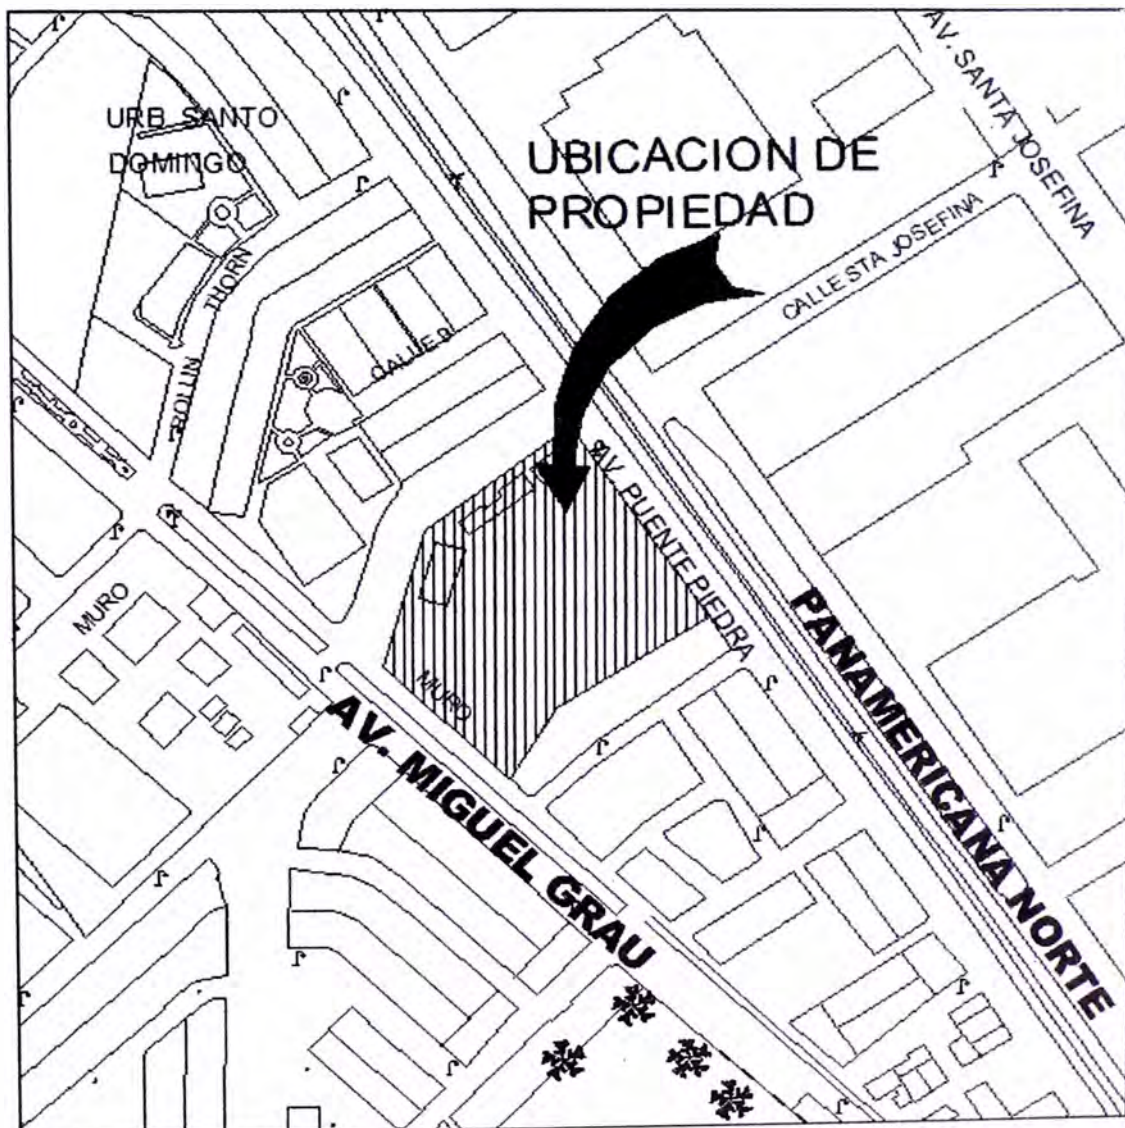 AV. SANTA JOSEFINA
URB SANTO
DOMINGO
UBICACION DE
PROPIEDAD
CALLE STA JOSEFINA
THORN
CALLE B
AV. PUENTE PIEDRA
MURO
MURO
PANAMERICANA NORTE
AV. MIGUEL GRAU